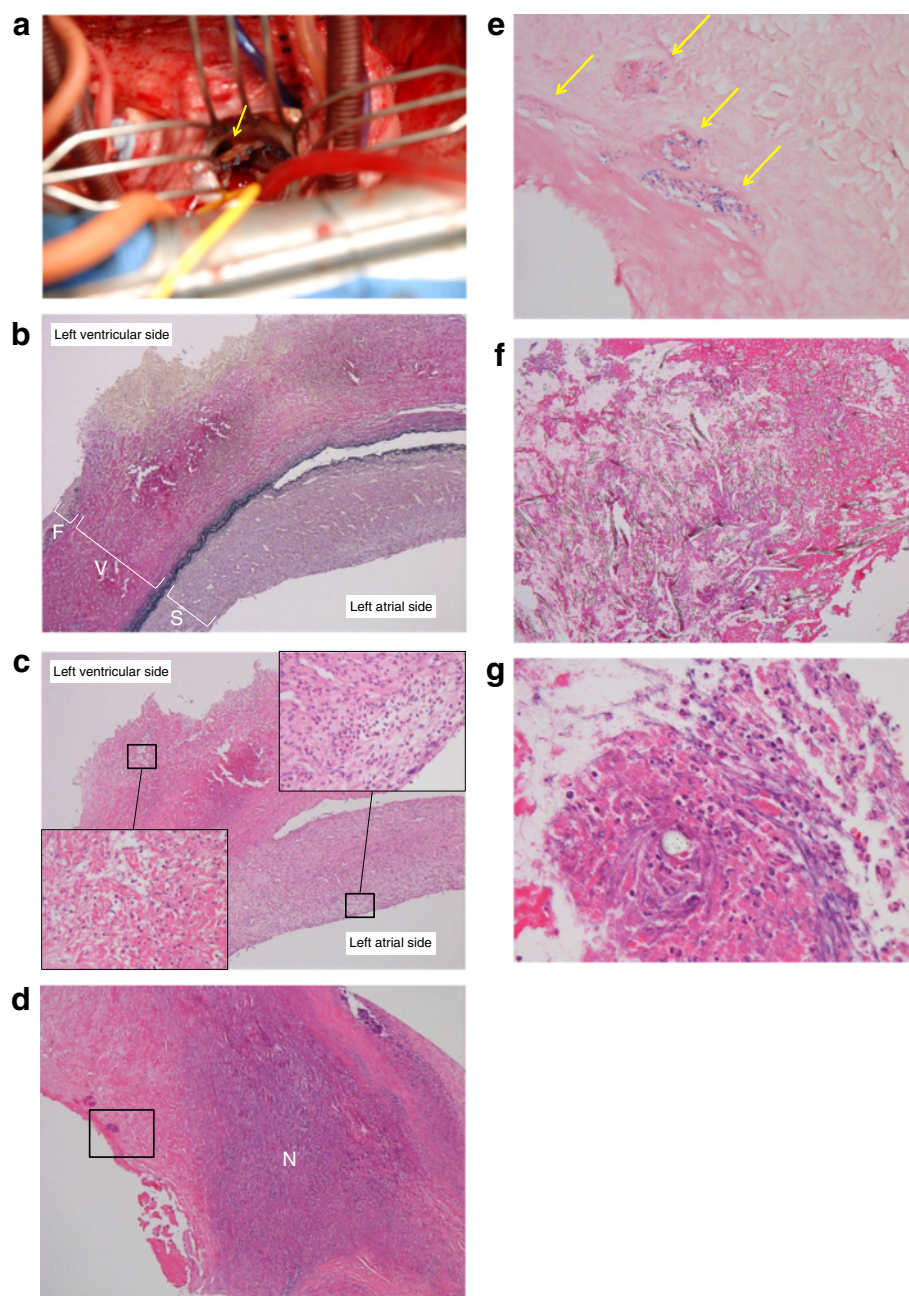 a
b
Left ventricular side
F
V
S
Left atrial side
c
Left ventricular side
Left atrial side
d
N
e
f
g